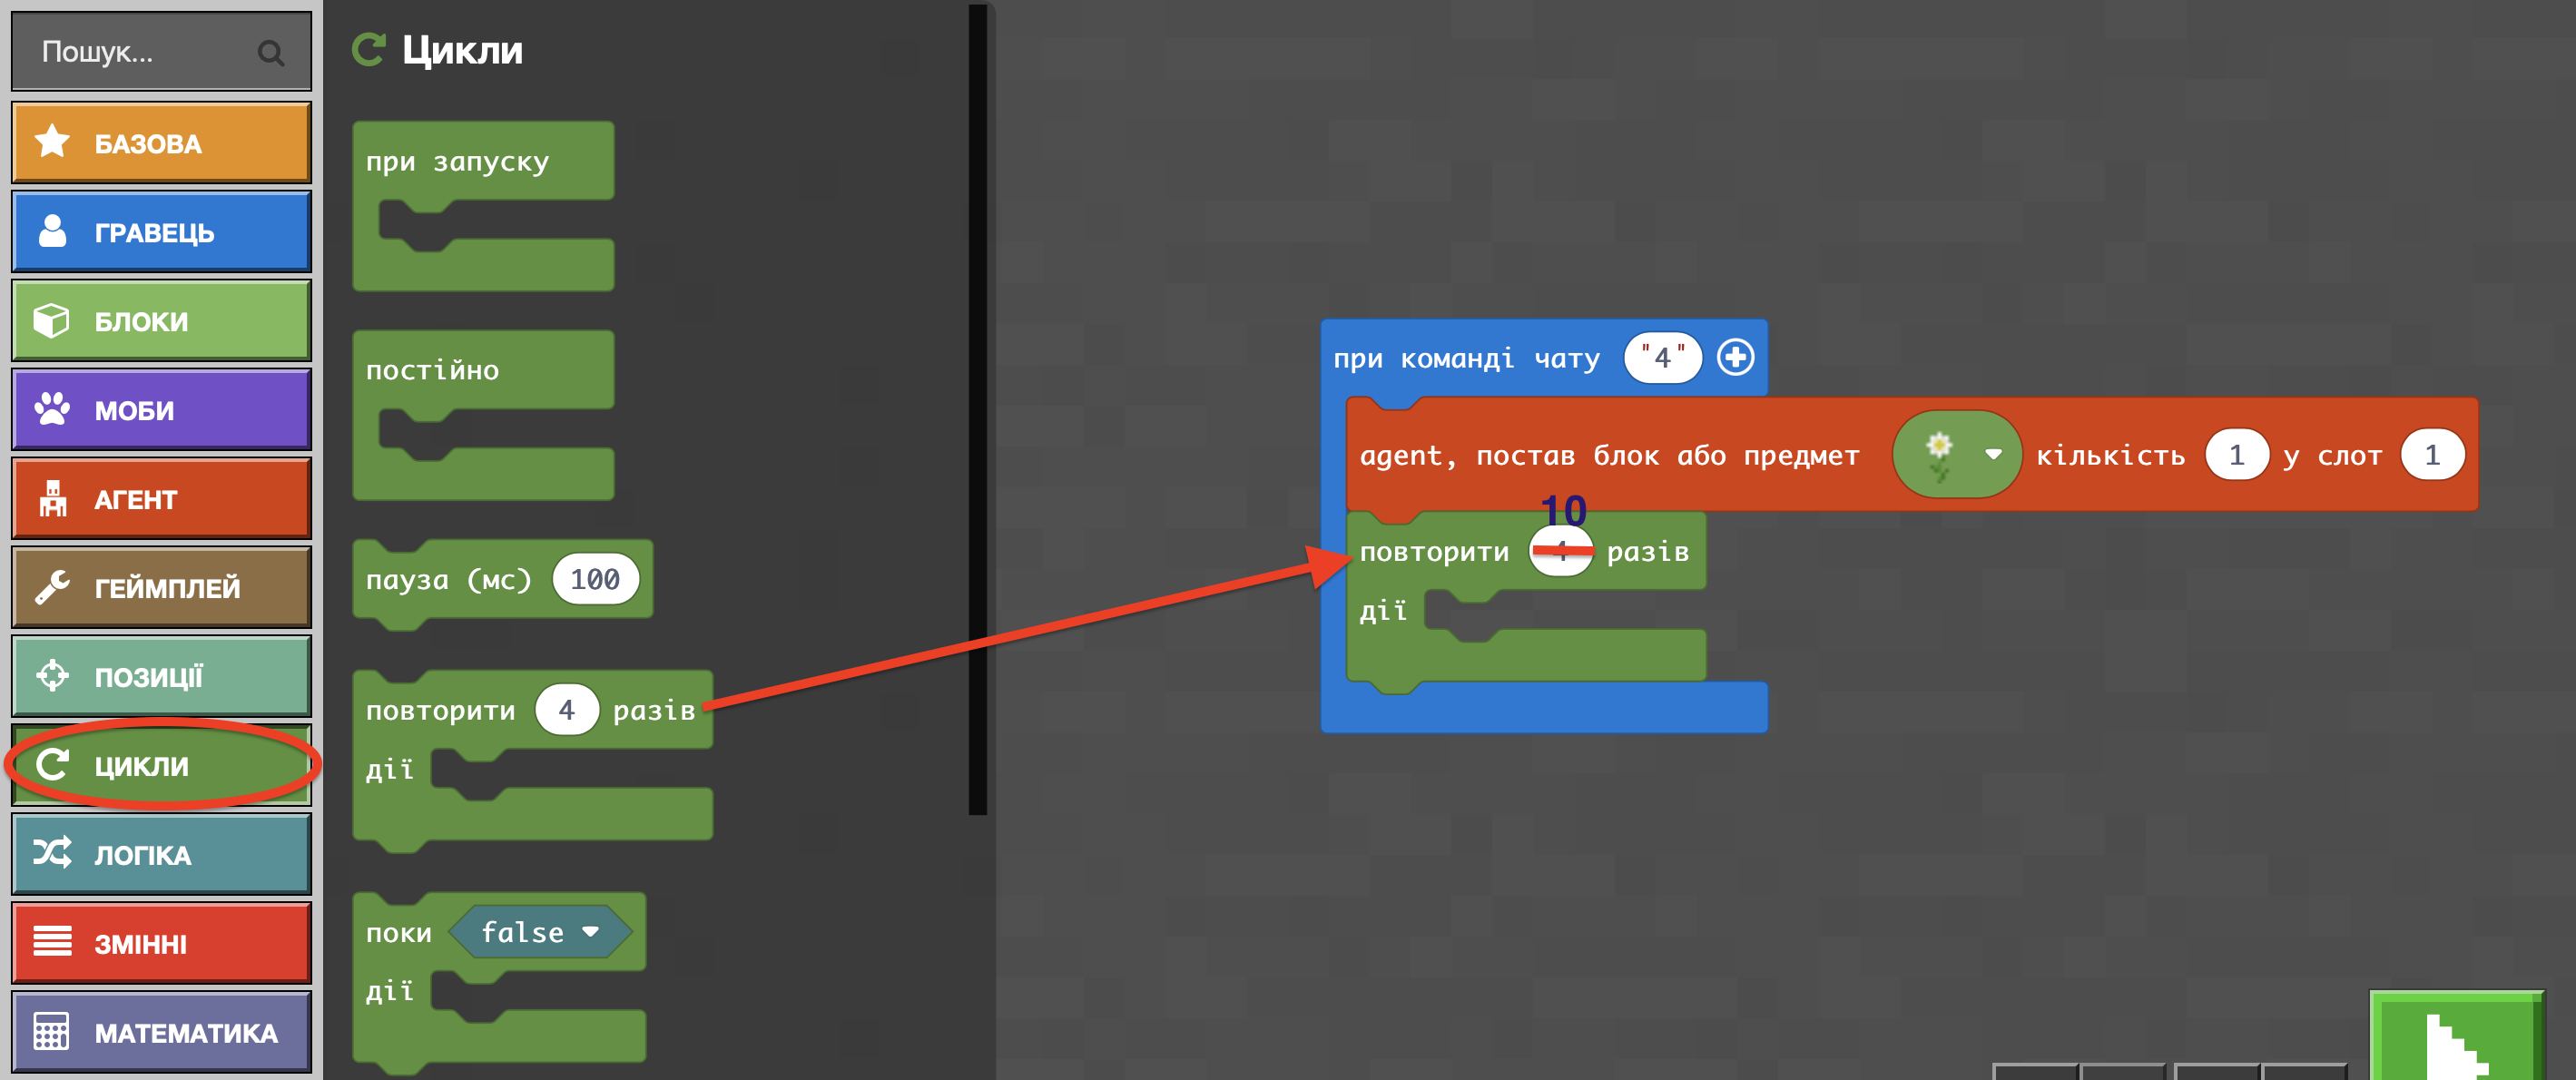 Пошук...
БАЗОВА
ГРАВЕЦЬ
БЛОКИ
МОБИ
АГЕНТ
ГЕЙМПЛЕЙ
ПОЗИЦІЇ
ЦИКЛИ
ЛОГІКА
ЗМІННІ
МАТЕМАТИКА
Цикли
при запуску
постійно
пауза (мс) 100
повторити 4 разів
дії
поки false
дії
при команді чату "4"
agent, постав блок або предмет кількість 1 у слот 1
10
повторити 4 разів
дії